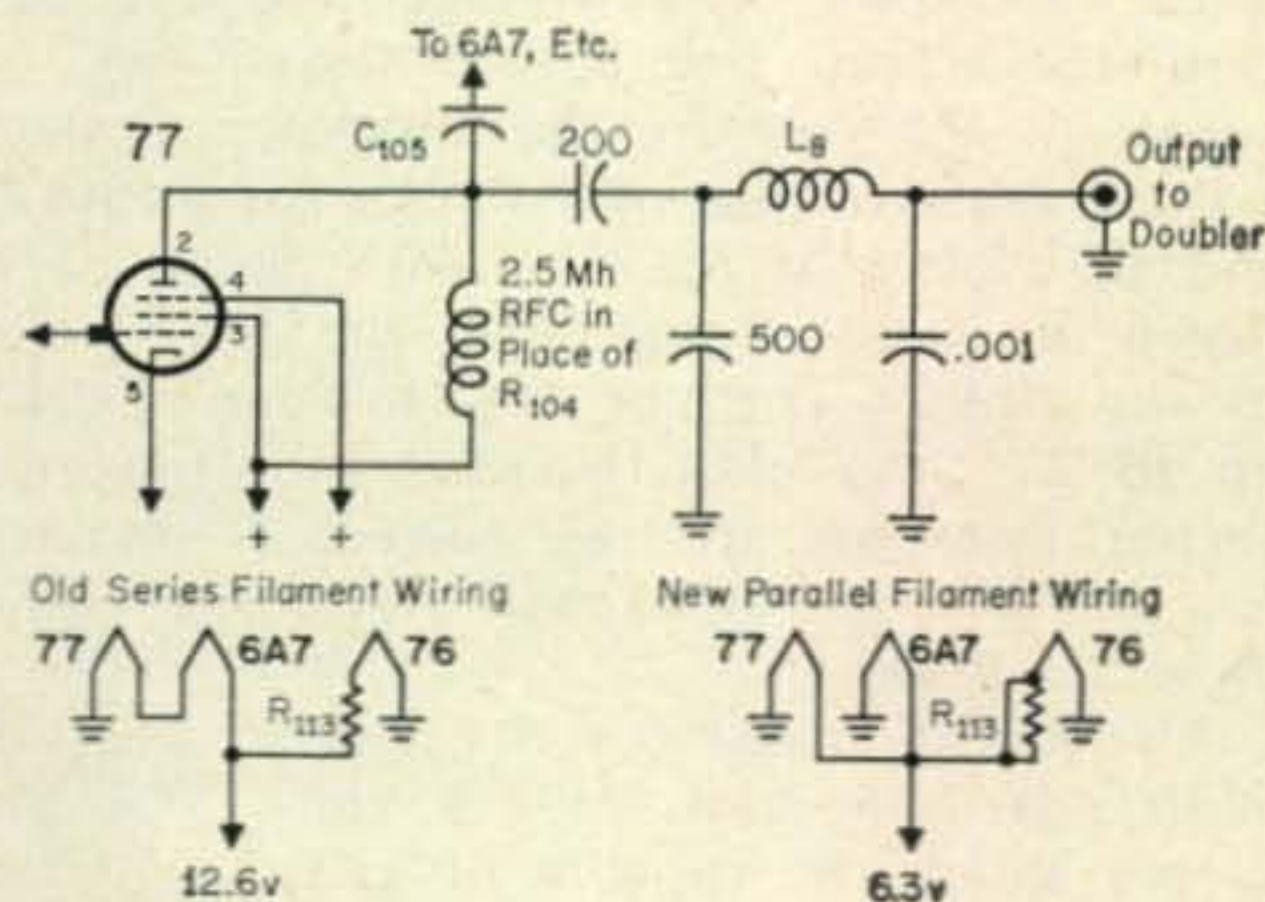 To 6A7, Etc.
77
C105
200
L8
Output
to
Doubler
2
4
3
5
2.5 Mh
RFC in
Place of
R104
500
.001
+ +
Old Series Filament Wiring
77 6A7 76
R113
12.6v
New Parallel Filament Wiring
77 6A7 76
R113
6.3v